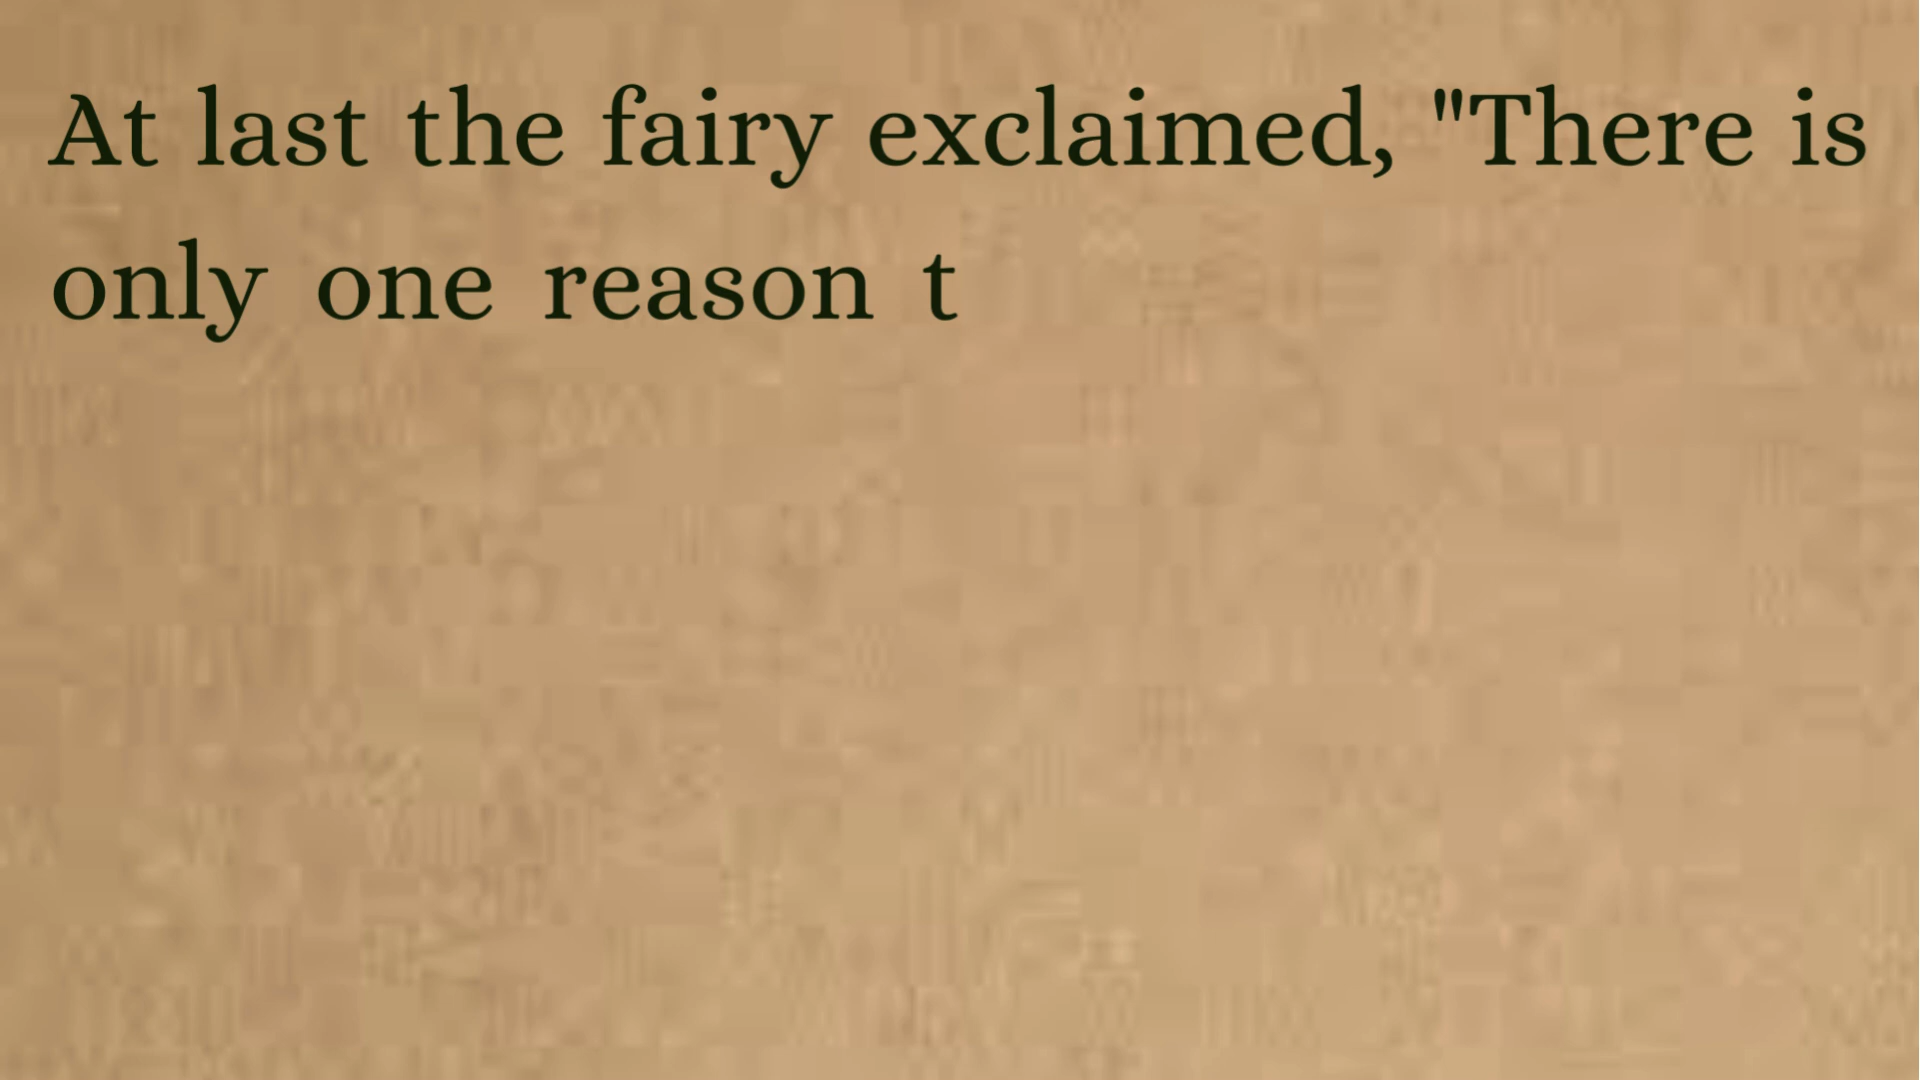 At last the fairy exclaimed, "There is
only one reason t